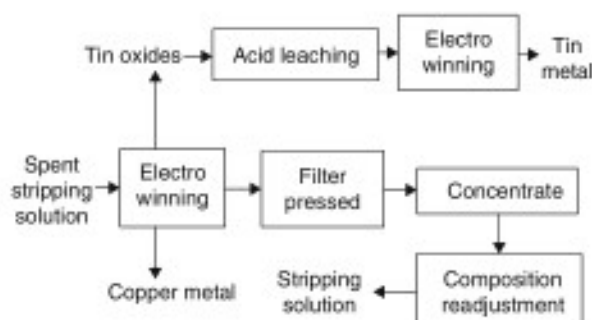 Tin oxides
Acid leaching
Electro
winning
Tin
metal
Spent
stripping
solution
Electro
winning
Filter
pressed
Concentrate
Copper metal
Stripping
solution
Composition
readjustment